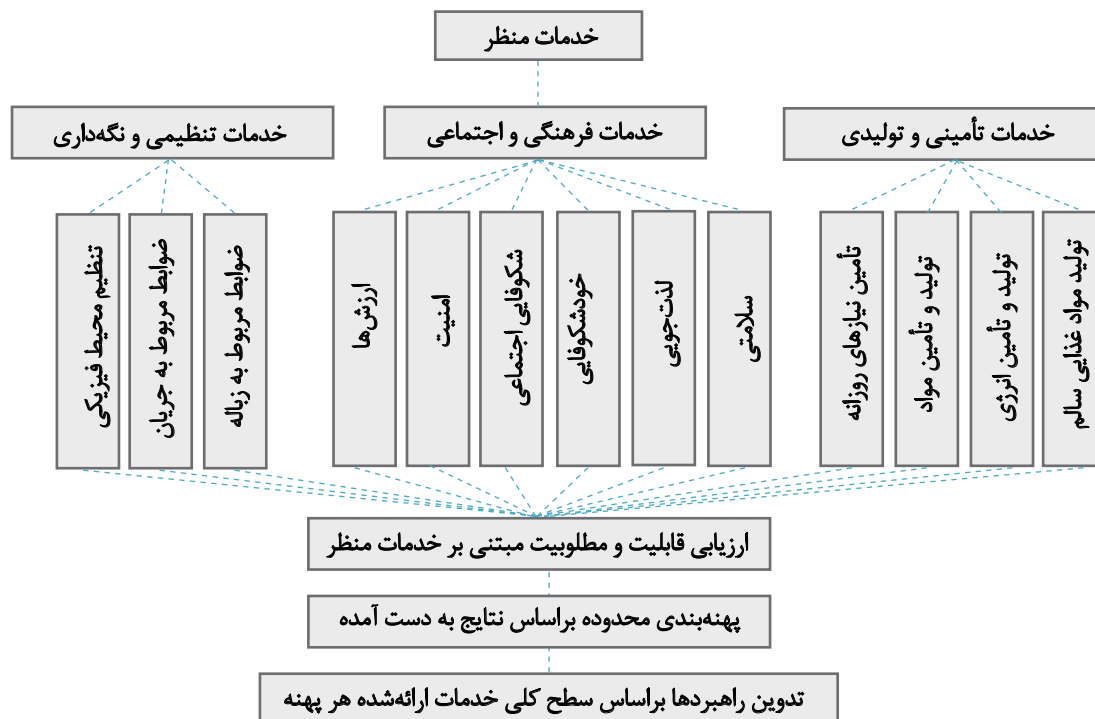 خدمات منظر
خدمات تأمینی و تولیدی
خدمات فرهنگی و اجتماعی
خدمات تنظیمی و نگه‌داری
تولید مواد غذایی سالم
تولید و تأمین انرژی
تولید و تأمین مواد
تأمین نیازهای روزانه
سلامتی
لذت‌جویی
خودشکوفایی
شکوفایی اجتماعی
امنیت
ارزش‌ها
ضوابط مربوط به زباله
ضوابط مربوط به جریان
تنظیم محیط فیزیکی
ارزیابی قابلیت و مطلوبیت مبتنی بر خدمات منظر
پهنه‌بندی محدوده براساس نتایج به دست آمده
تدوین راهبردها براساس سطح کلی خدمات ارائه‌شده هر پهنه